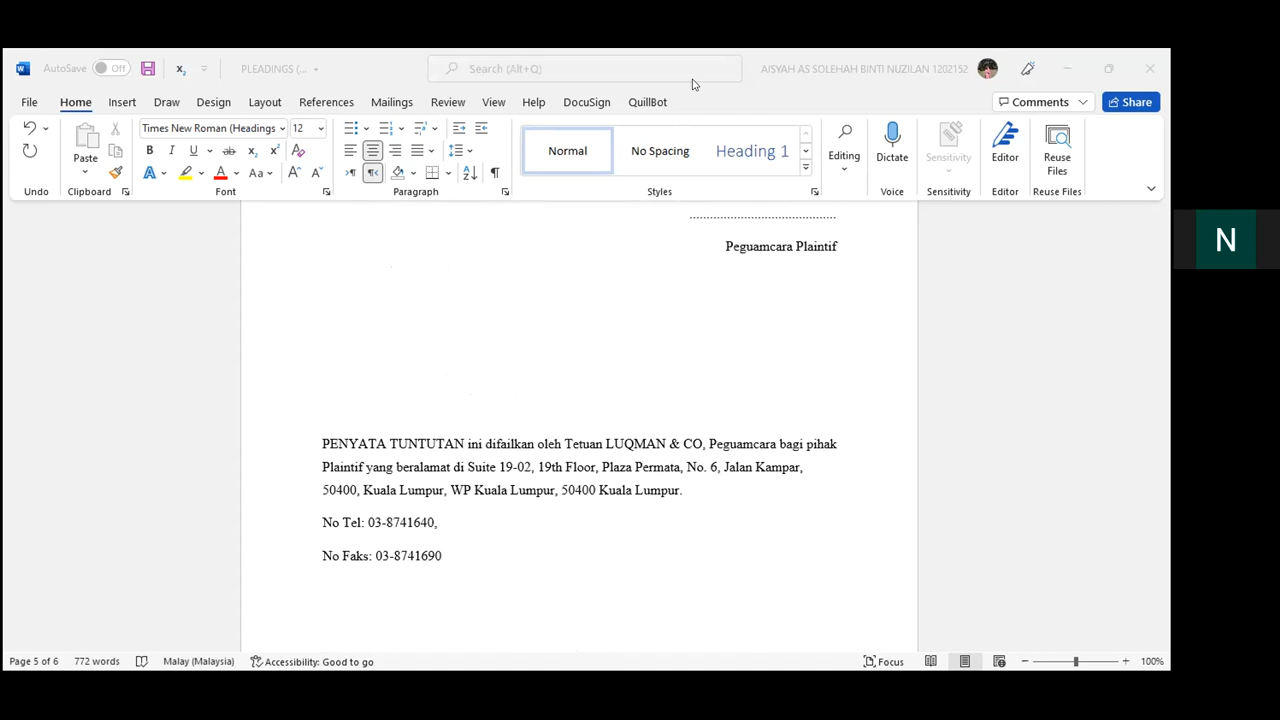 AutoSave Off PLEADINGS (... Search (Alt+Q) AISYAH AS SOLEHAH BINTI NUZILAN 1202152
File Home Insert Draw Design Layout References Mailings Review View Help DocuSign QuillBot Comments Share
Times New Roman (Headings 12
Paste
Normal No Spacing Heading 1
Editing Dictate Sensitivity Editor Reuse Files
Undo Clipboard Font Paragraph Styles Voice Sensitivity Editor Reuse Files
............................................
Peguamcara Plaintif
N
PENYATA TUNTUTAN ini difailkan oleh Tetuan LUQMAN & CO, Peguamcara bagi pihak
Plaintif yang beralamat di Suite 19-02, 19th Floor, Plaza Permata, No. 6, Jalan Kampar,
50400, Kuala Lumpur, WP Kuala Lumpur, 50400 Kuala Lumpur.
No Tel: 03-8741640,
No Faks: 03-8741690
Page 5 of 6 772 words Malay (Malaysia) Accessibility: Good to go Focus 100%